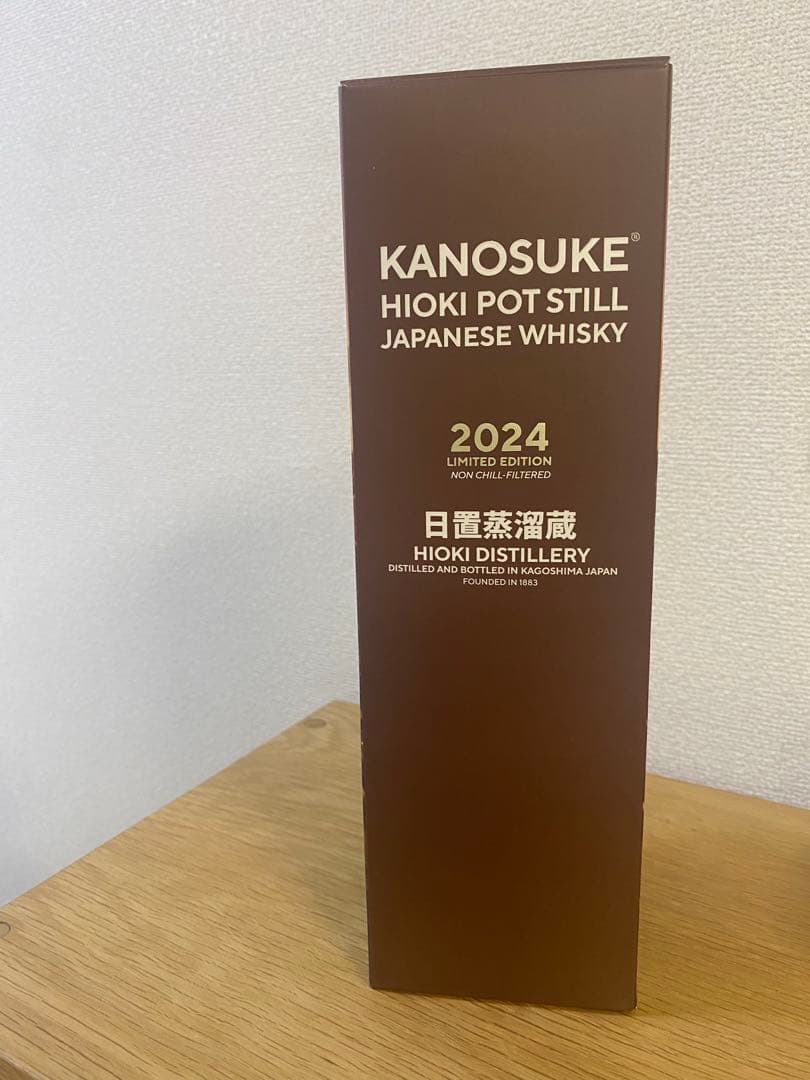 KANOSUKE®
HIOKI POT STILL
JAPANESE WHISKY
2024
LIMITED EDITION
NON CHILL-FILTERED
日置蒸溜蔵
HIOKI DISTILLERY
DISTILLED AND BOTTLED IN KAGOSHIMA JAPAN
FOUNDED IN 1883